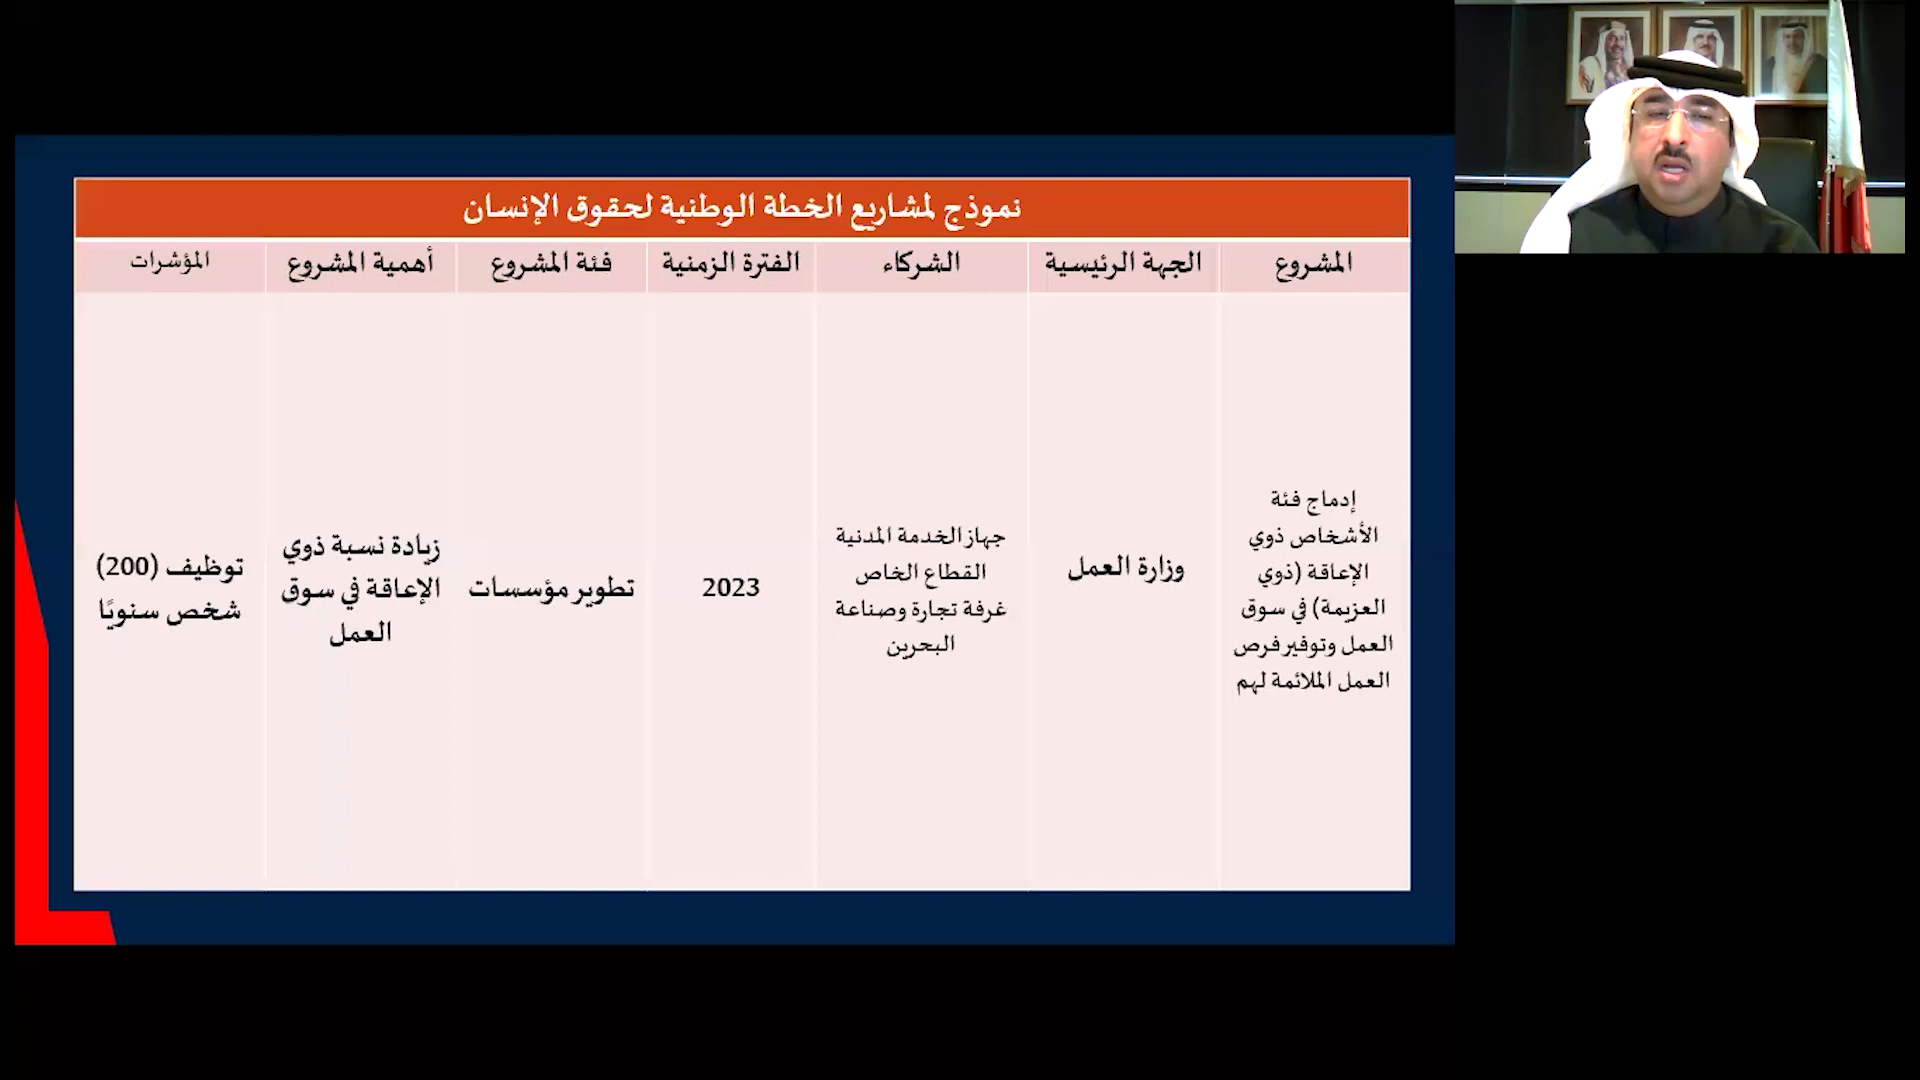 نموذج لمشاريع الخطة الوطنية لحقوق الإنسان
المشروع
الجهة الرئيسية
الشركاء
الفترة الزمنية
فئة المشروع
أهمية المشروع
المؤشرات
إدماج فئة
الأشخاص ذوي
الإعاقة (ذوي
العزيمة) في سوق
العمل وتوفير فرص
العمل الملائمة لهم
وزارة العمل
جهاز الخدمة المدنية
القطاع الخاص
غرفة تجارة وصناعة
البحرين
2023
تطوير مؤسسات
زيادة نسبة ذوي
الإعاقة في سوق
العمل
توظيف (200)
شخص سنويًا